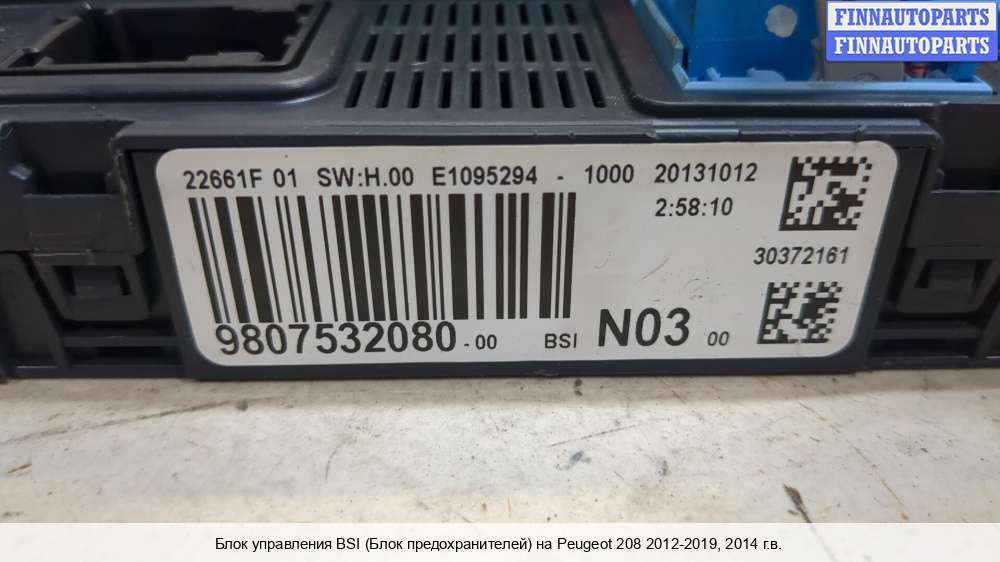 FINNAUTOPARTS
FINNAUTOPARTS
22661F 01 SW:H.00 E1095294 - 1000 20131012
2:58:10
30372161
9807532080 - 00 BSI N03 00
Блок управления BSI (Блок предохранителей) на Peugeot 208 2012-2019, 2014 г.в.